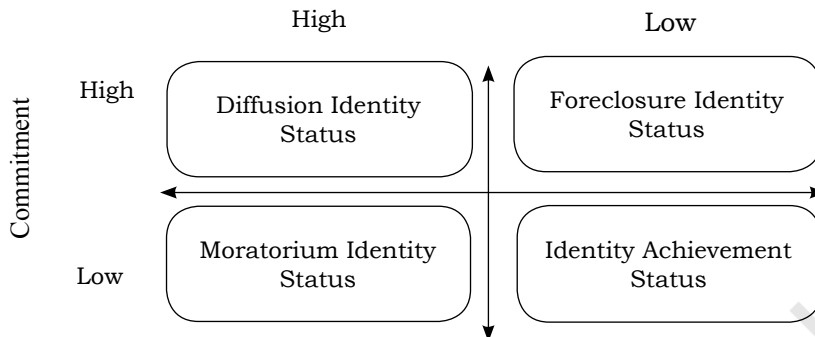 High
Low
High
Diffusion Identity
Status
Foreclosure Identity
Status
Commitment
Low
Moratorium Identity
Status
Identity Achievement
Status